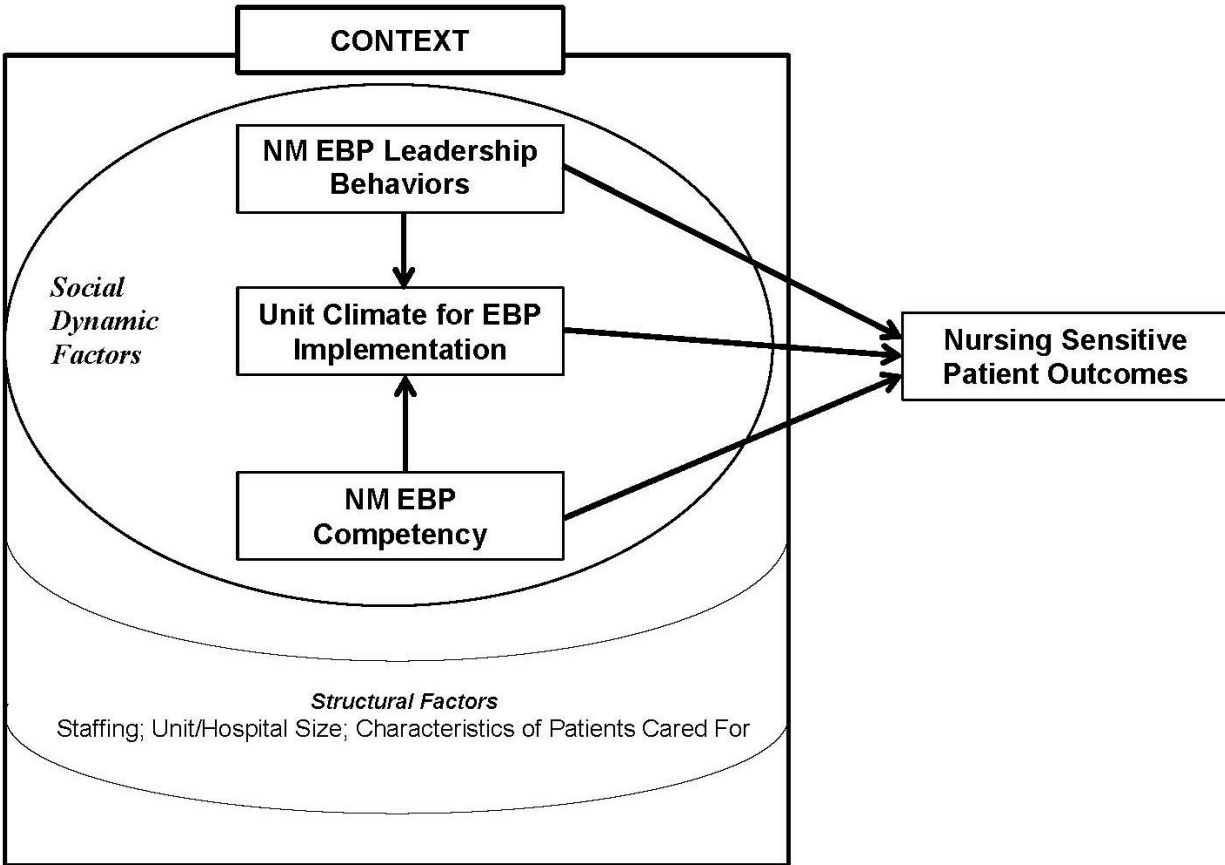 CONTEXT
NM EBP Leadership
Behaviors
Social
Dynamic
Factors
Unit Climate for EBP
Implementation
Nursing Sensitive
Patient Outcomes
NM EBP
Competency
Structural Factors
Staffing; Unit/Hospital Size; Characteristics of Patients Cared For